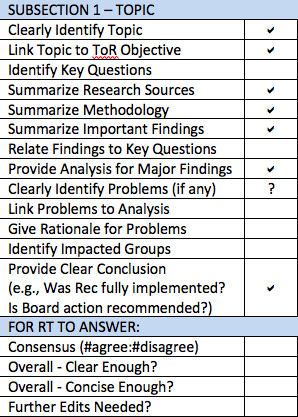 SUBSECTION 1 – TOPIC
Clearly Identify Topic ✓
Link Topic to ToR Objective ✓
Identify Key Questions
Summarize Research Sources ✓
Summarize Methodology ✓
Summarize Important Findings ✓
Relate Findings to Key Questions
Provide Analysis for Major Findings ✓
Clearly Identify Problems (if any) ?
Link Problems to Analysis
Give Rationale for Problems
Identify Impacted Groups
Provide Clear Conclusion
(e.g., Was Rec fully implemented? ✓
Is Board action recommended?)
FOR RT TO ANSWER:
Consensus (#agree:#disagree)
Overall - Clear Enough?
Overall - Concise Enough?
Further Edits Needed?